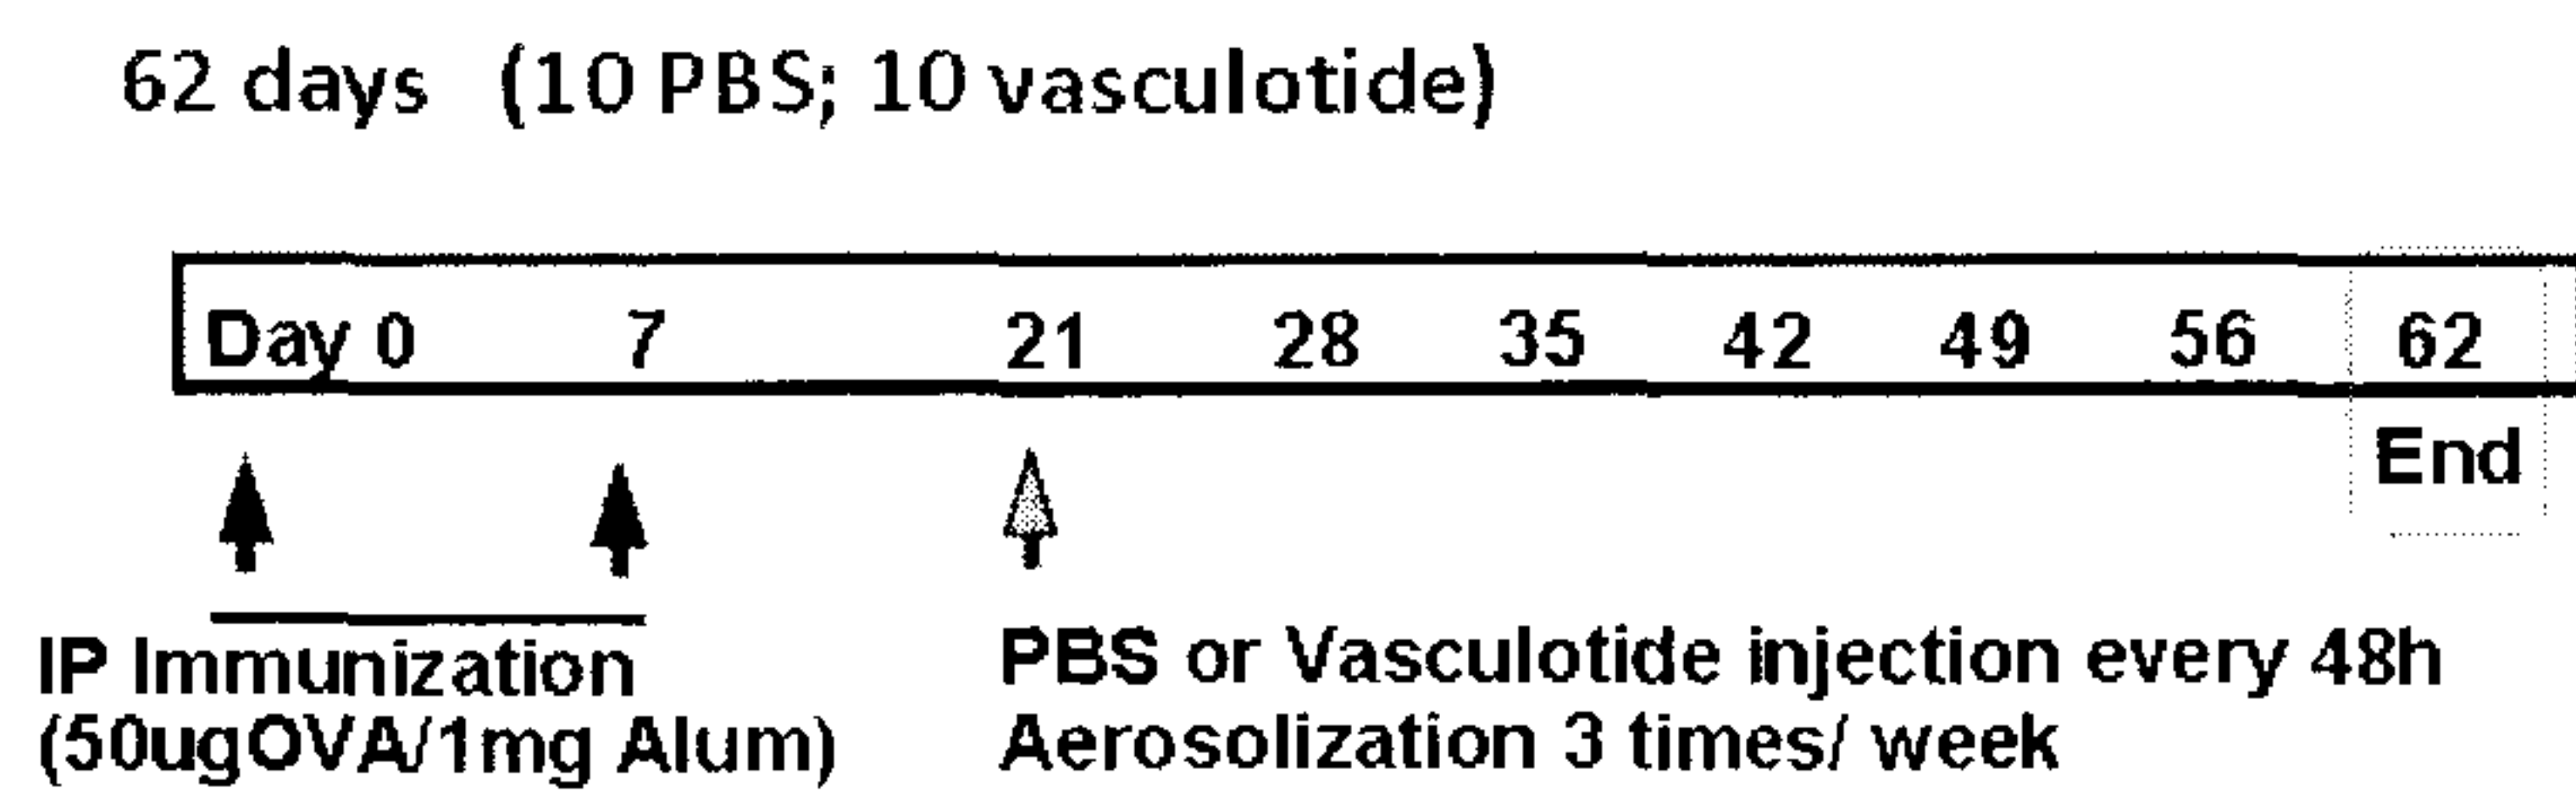 62 days (10 PBS; 10 vasculotide)
Day 0 7 21 28 35 42 49 56 62
End
IP Immunization
(50ugOVA/1mg Alum)
PBS or Vasculotide injection every 48h
Aerosolization 3 times/ week